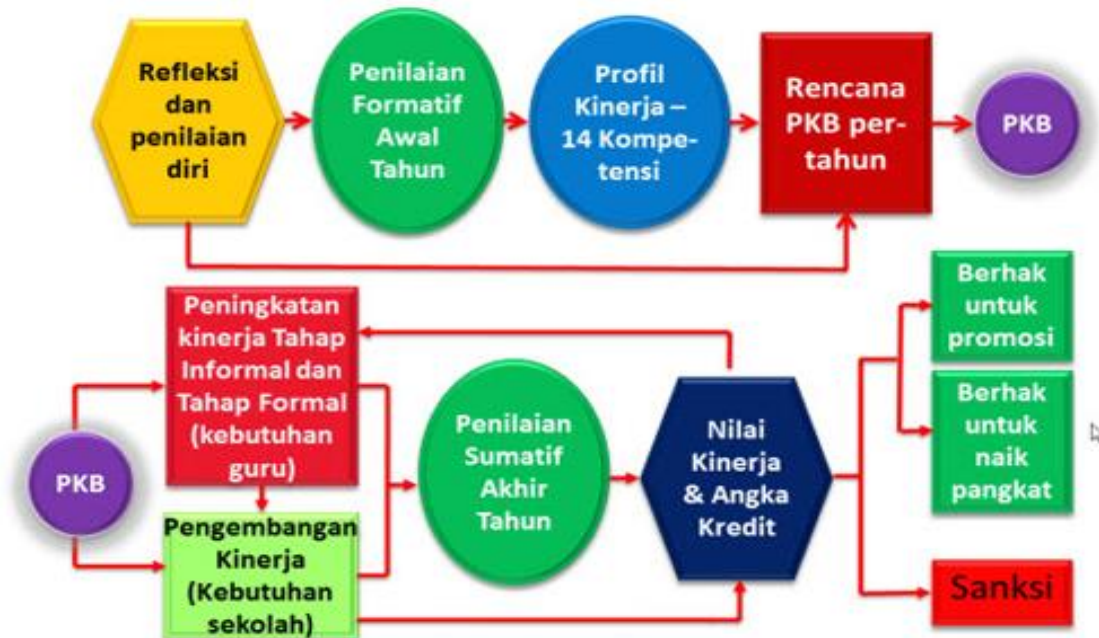 Refleksi
dan
penilaian
diri
Penilaian
Formatif
Awal
Tahun
Profil
Kinerja –
14 Kompe-
tensi
Rencana
PKB per-
tahun
PKB
PKB
Peningkatan
kinerja Tahap
Informal dan
Tahap Formal
(kebutuhan
guru)
Pengembangan
Kinerja
(Kebutuhan
sekolah)
Penilaian
Sumatif
Akhir
Tahun
Nilai
Kinerja
& Angka
Kredit
Berhak
untuk
promosi
Berhak
untuk
naik
pangkat
Sanksi